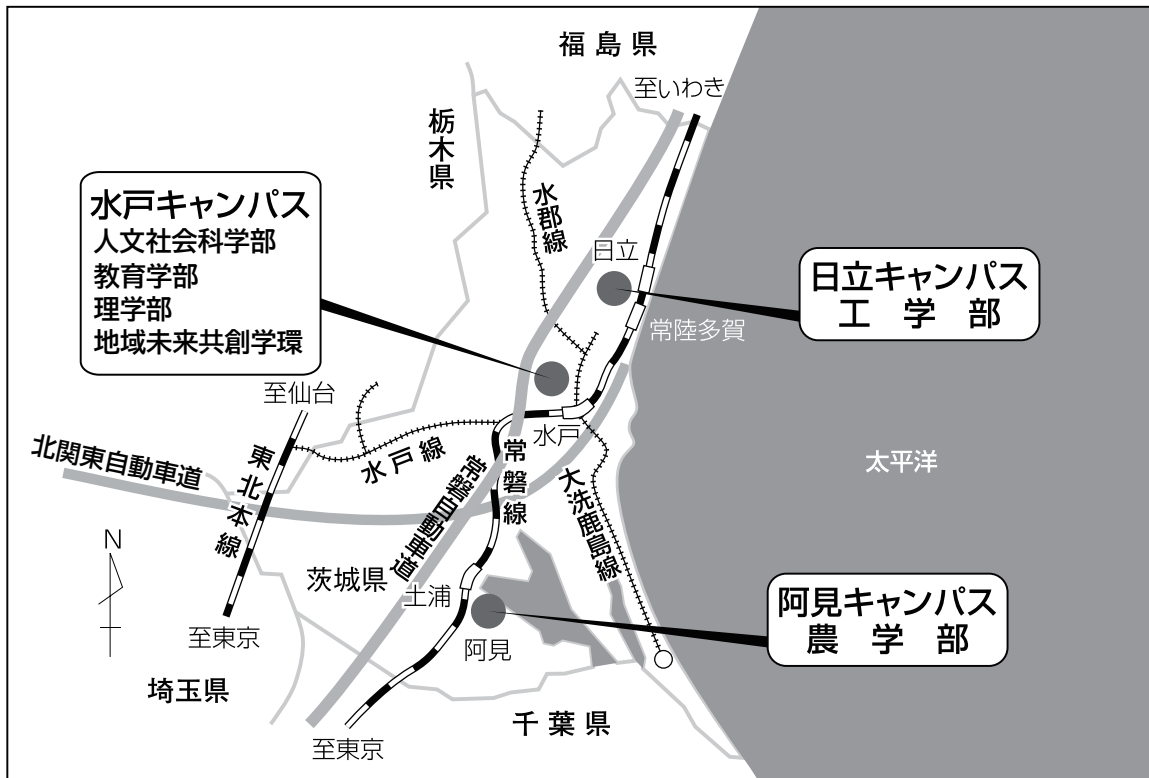 福島県
至いわき
栃木県
水戸キャンパス
人文社会科学部
教育学部
理学部
地域未来共創学環
水郡線
日立
日立キャンパス
工学部
常陸多賀
至仙台
水戸
北関東自動車道
水戸線
東北本線
常磐線
常磐自動車道
大洗鹿島線
太平洋
N
茨城県
土浦
阿見
阿見キャンパス
農学部
至東京
埼玉県
千葉県
至東京